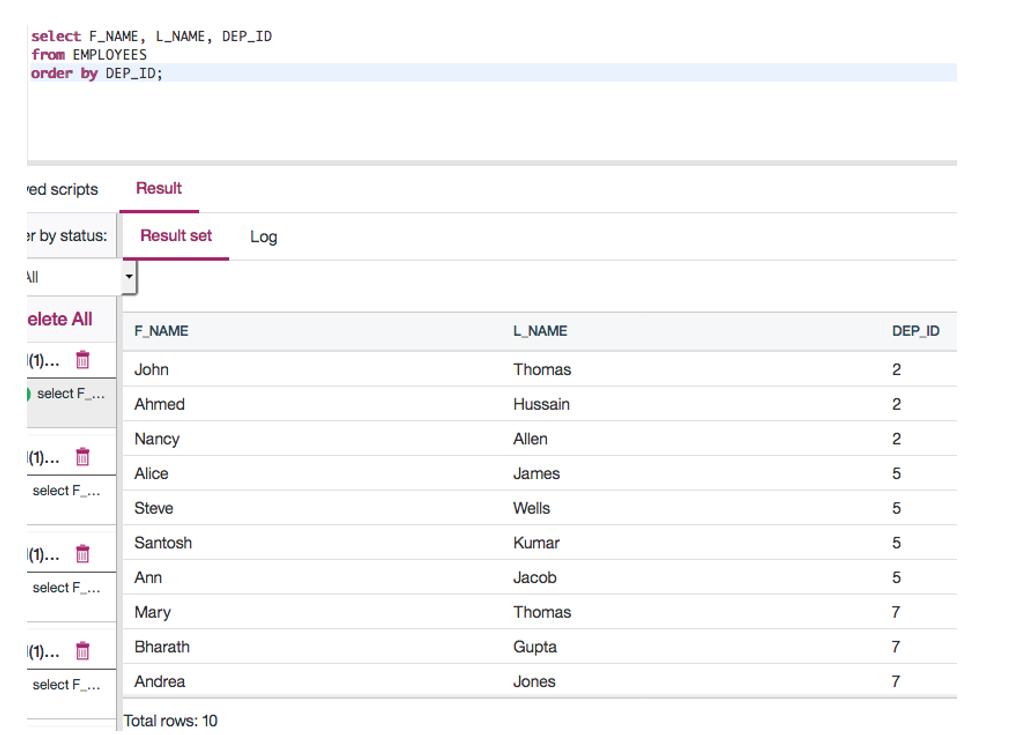 select F_NAME, L_NAME, DEP_ID
from EMPLOYEES
order by DEP_ID;
scripts
Result
by status:
Result set
Log
All
All
F_NAME L_NAME DEP_ID
(1)...
John Thomas 2
select F_...
Ahmed Hussain 2
Nancy Allen 2
(1)...
Alice James 5
select F_...
Steve Wells 5
Santosh Kumar 5
(1)...
Ann Jacob 5
select F_...
Mary Thomas 7
Bharath Gupta 7
(1)...
Andrea Jones 7
select F_...
Total rows: 10